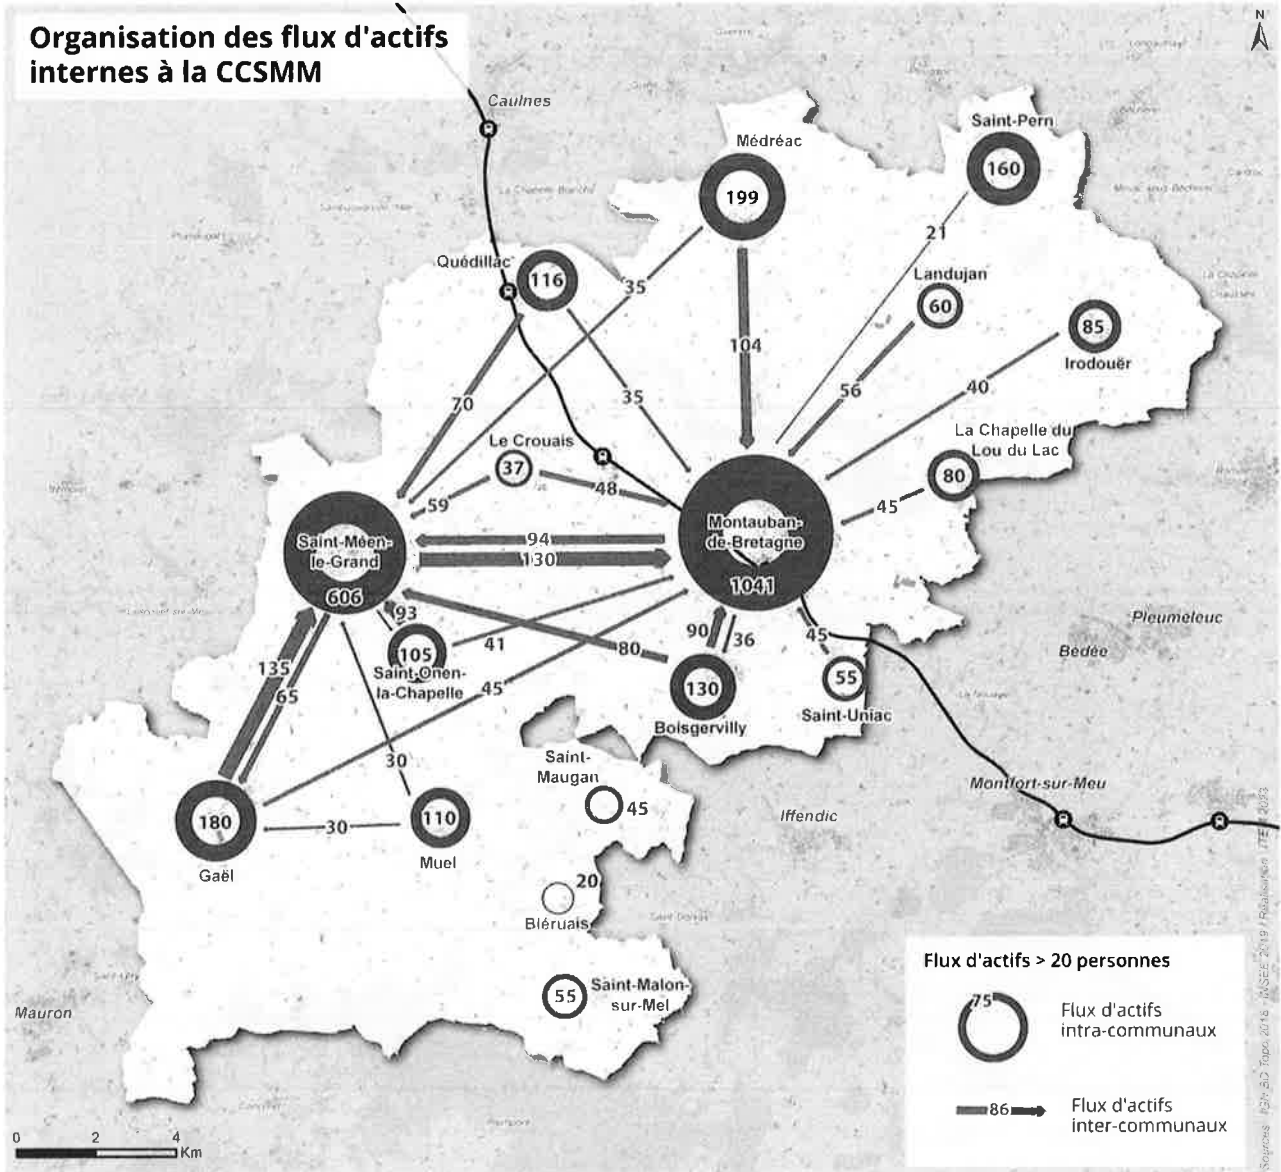 Organisation des flux d'actifs
internes à la CCSMM
N
Caulnes
Médréac
199
Saint-Pern
160
21
Quédillac
116
35
Landujan
60
85
Irodouër
104
56
40
70
35
La Chapelle du
Lou du Lac
80
45
Le Crouais
37
59
48
Saint-Méen-
le-Grand
606
94
130
Montauban-
de-Bretagne
1041
93
105
Saint-Onen-
la-Chapelle
41
80
90
36
45
130
Boisgervilly
55
Saint-Uniac
Pleumeleuc
Bédée
135
65
45
30
30
180
Gaël
110
Muel
Saint-
Maugan
45
Iffendic
Montfort-sur-Meu
20
Bléruais
55
Saint-Malon-
sur-Mel
Mauron
Flux d'actifs > 20 personnes
75
Flux d'actifs
intra-communaux
86
Flux d'actifs
inter-communaux
0 2 4
Km